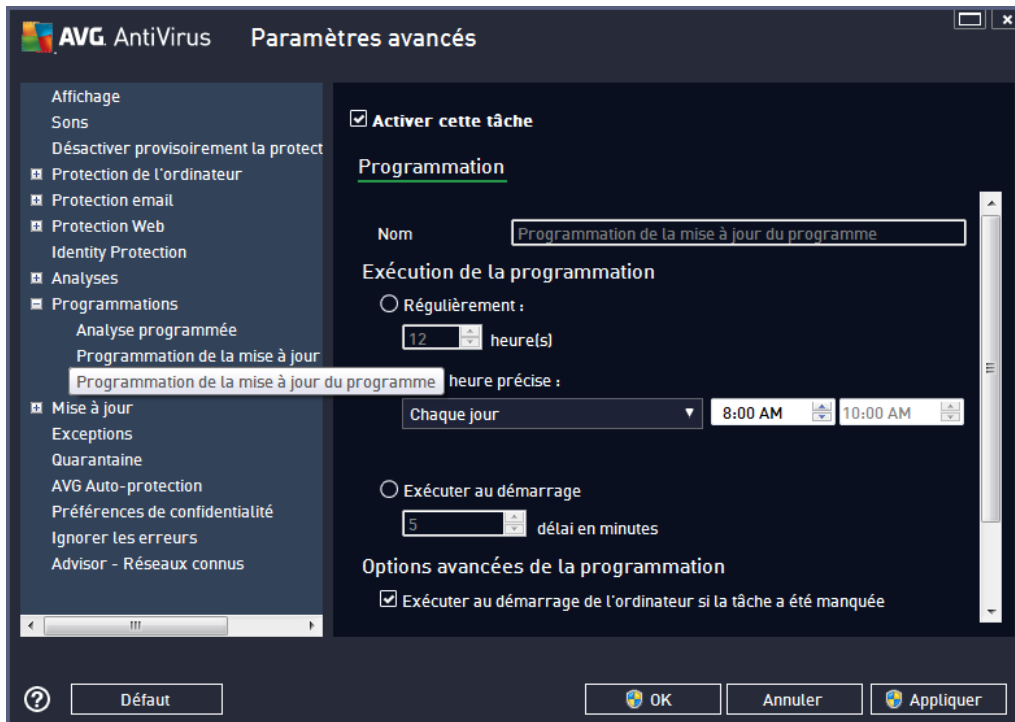 AVG. AntiVirus Paramètres avancés
Affichage
Sons
Désactiver provisoirement la protect
Protection de l'ordinateur
Protection email
Protection Web
Identity Protection
Analyses
Programmations
Analyse programmée
Programmation de la mise à jour
Programmation de la mise à jour du programme
Mise à jour
Exceptions
Quarantaine
AVG Auto-protection
Préférences de confidentialité
Ignorer les erreurs
Advisor - Réseaux connus
Activer cette tâche
Programmation
Nom Programmation de la mise à jour du programme
Exécution de la programmation
Régulièrement :
12 heure(s)
heure précise :
Chaque jour 8:00 AM 10:00 AM
Exécuter au démarrage
5 délai en minutes
Options avancées de la programmation
Exécuter au démarrage de l'ordinateur si la tâche a été manquée
? Défaut OK Annuler Appliquer